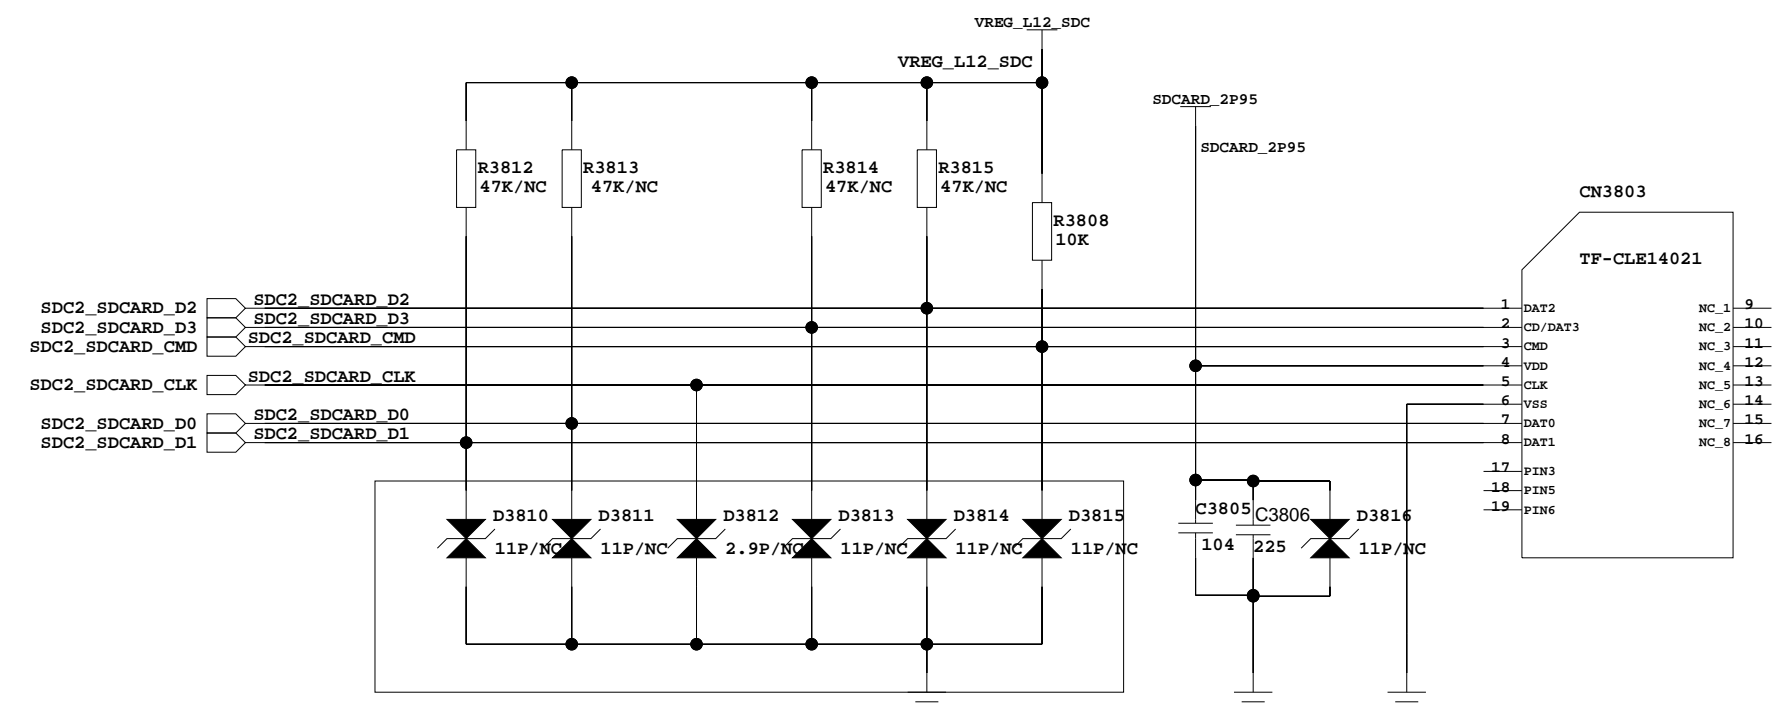 VREG_L12_SDC
VREG_L12_SDC
SDCARD_2P95
SDCARD_2P95
R3812
47K/NC
R3813
47K/NC
R3814
47K/NC
R3815
47K/NC
R3808
10K
CN3803
TF-CLE14021
SDC2_SDCARD_D2 SDC2_SDCARD_D2 1 DAT2 NC_1 9
SDC2_SDCARD_D3 SDC2_SDCARD_D3 2 CD/DAT3 NC_2 10
SDC2_SDCARD_CMD SDC2_SDCARD_CMD 3 CMD NC_3 11
4 VDD NC_4 12
SDC2_SDCARD_CLK SDC2_SDCARD_CLK 5 CLK NC_5 13
6 VSS NC_6 14
SDC2_SDCARD_D0 SDC2_SDCARD_D0 7 DAT0 NC_7 15
SDC2_SDCARD_D1 SDC2_SDCARD_D1 8 DAT1 NC_8 16
17 PIN3
18 PIN5
19 PIN6
D3810
11P/NC
D3811
11P/NC
D3812
2.9P/NC
D3813
11P/NC
D3814
11P/NC
D3815
11P/NC
C3805
104
C3806
225
D3816
11P/NC